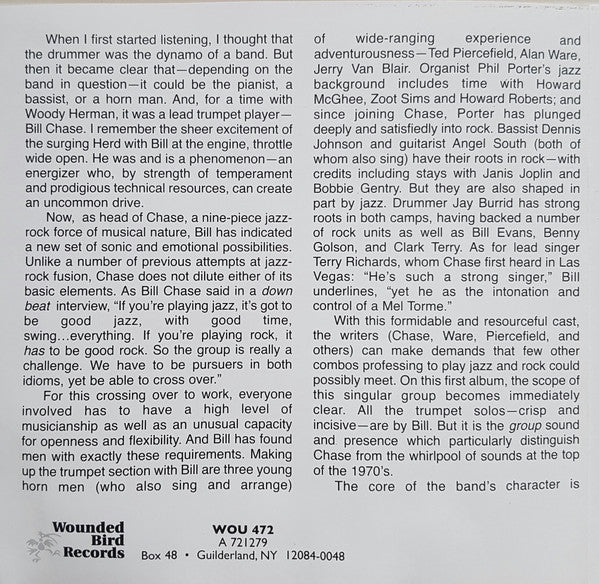 When I first started listening, I thought that
the drummer was the dynamo of a band. But
then it became clear that—depending on the
band in question—it could be the pianist, a
bassist, or a horn man. And, for a time with
Woody Herman, it was a lead trumpet player—
Bill Chase. I remember the sheer excitement of
the surging Herd with Bill at the engine, throttle
wide open. He was and is a phenomenon—an
energizer who, by strength of temperament
and prodigious technical resources, can create
an uncommon drive.
Now, as head of Chase, a nine-piece jazz-
rock force of musical nature, Bill has indicated
a new set of sonic and emotional possibilities.
Unlike a number of previous attempts at jazz-
rock fusion, Chase does not dilute either of its
basic elements. As Bill Chase said in a down
beat interview, “If you’re playing jazz, it’s got to
be good jazz, with good time,
swing...everything. If you’re playing rock, it
has to be good rock. So the group is really a
challenge. We have to be pursuers in both
idioms, yet be able to cross over.”
For this crossing over to work, everyone
involved has to have a high level of
musicianship as well as an unusual capacity
for openness and flexibility. And Bill has found
men with exactly these requirements. Making
up the trumpet section with Bill are three young
horn men (who also sing and arrange)
of wide-ranging experience and
adventurousness—Ted Piercefield, Alan Ware,
Jerry Van Blair. Organist Phil Porter’s jazz
background includes time with Howard
McGhee, Zoot Sims and Howard Roberts; and
since joining Chase, Porter has plunged
deeply and satisfiedly into rock. Bassist Dennis
Johnson and guitarist Angel South (both of
whom also sing) have their roots in rock—with
credits including stays with Janis Joplin and
Bobbie Gentry. But they are also shaped in
part by jazz. Drummer Jay Burrid has strong
roots in both camps, having backed a number
of rock units as well as Bill Evans, Benny
Golson, and Clark Terry. As for lead singer
Terry Richards, whom Chase first heard in Las
Vegas: “He’s such a strong singer,” Bill
underlines, “yet he as the intonation and
control of a Mel Torme.”
With this formidable and resourceful cast,
the writers (Chase, Ware, Piercefield, and
others) can make demands that few other
combos professing to play jazz and rock could
possibly meet. On this first album, the scope of
this singular group becomes immediately
clear. All the trumpet solos—crisp and
incisive—are by Bill. But it is the group sound
and presence which particularly distinguish
Chase from the whirlpool of sounds at the top
of the 1970’s.
The core of the band’s character is
Wounded
Bird
Records
WOU 472
A 721279
Box 48 • Guilderland, NY 12084-0048